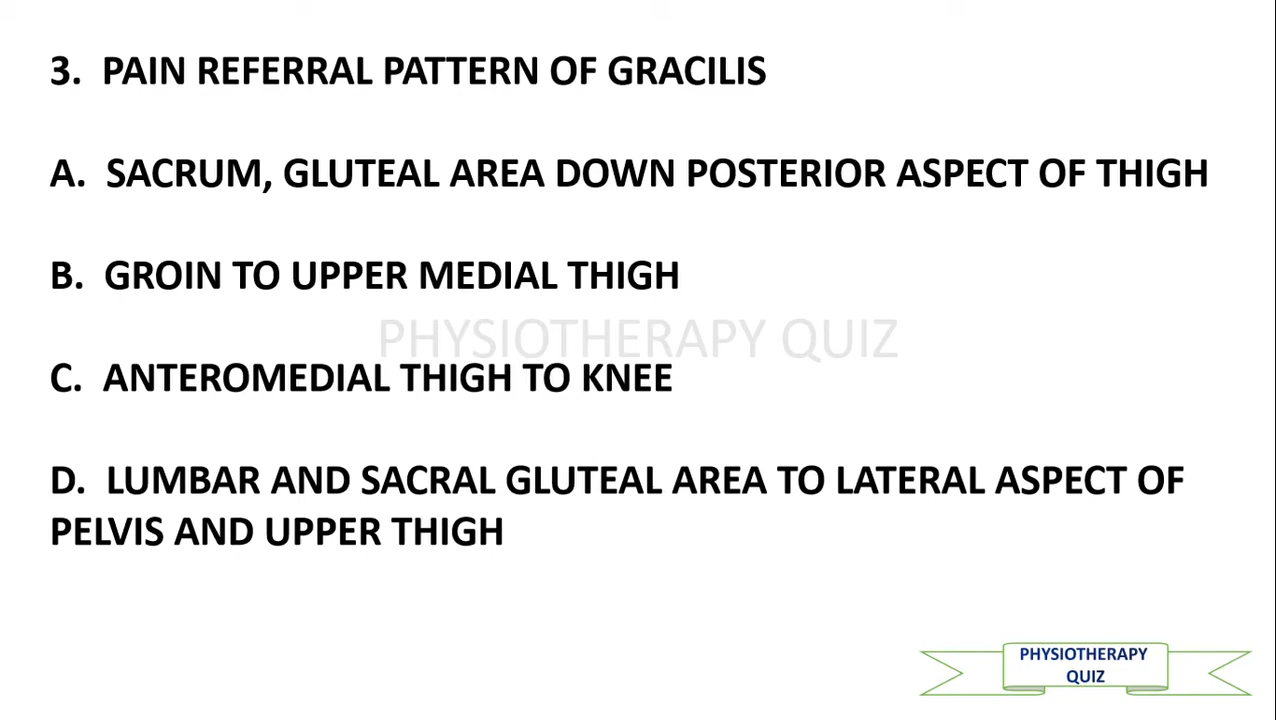 3. PAIN REFERRAL PATTERN OF GRACILIS
A. SACRUM, GLUTEAL AREA DOWN POSTERIOR ASPECT OF THIGH
B. GROIN TO UPPER MEDIAL THIGH
PHYSIOTHERAPY QUIZ
C. ANTEROMEDIAL THIGH TO KNEE
D. LUMBAR AND SACRAL GLUTEAL AREA TO LATERAL ASPECT OF
PELVIS AND UPPER THIGH
PHYSIOTHERAPY
QUIZ